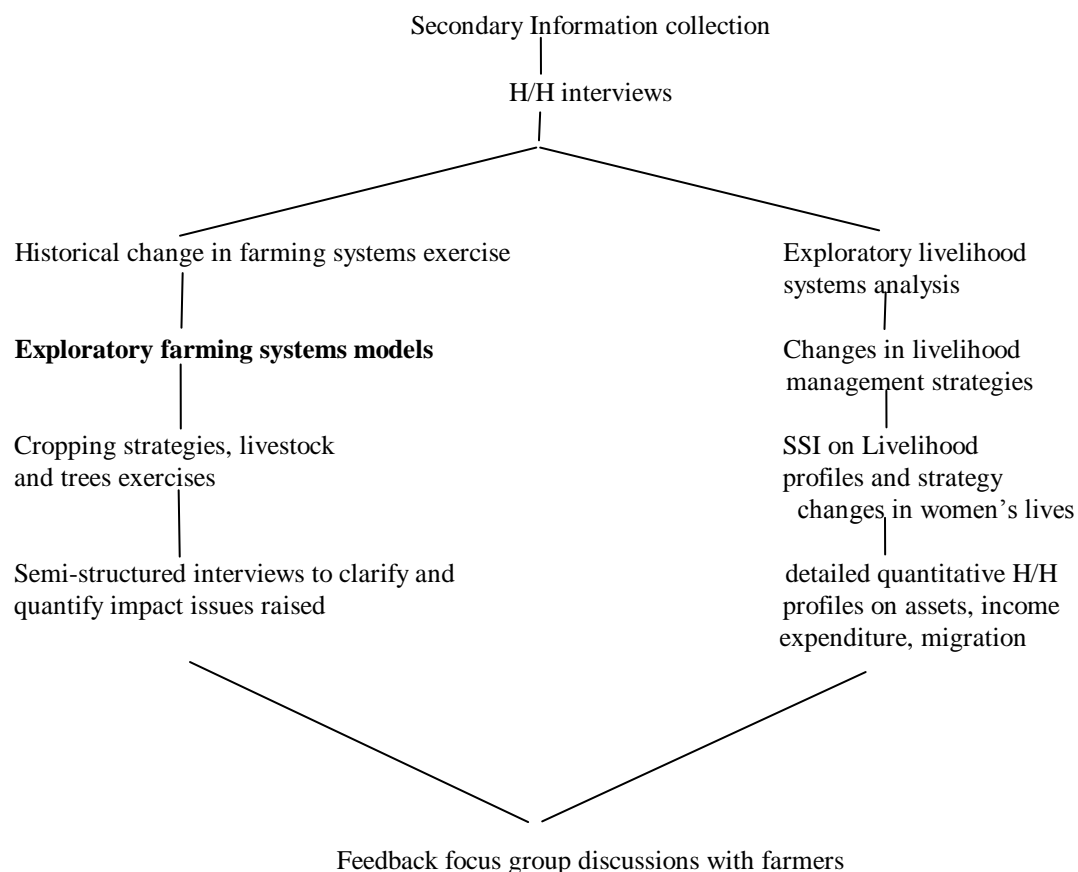 Secondary Information collection
H/H interviews
Historical change in farming systems exercise
Exploratory farming systems models
Cropping strategies, livestock
and trees exercises
Semi-structured interviews to clarify and
quantify impact issues raised
Exploratory livelihood
systems analysis
Changes in livelihood
management strategies
SSI on Livelihood
profiles and strategy
changes in women’s lives
detailed quantitative H/H
profiles on assets, income
expenditure, migration
Feedback focus group discussions with farmers